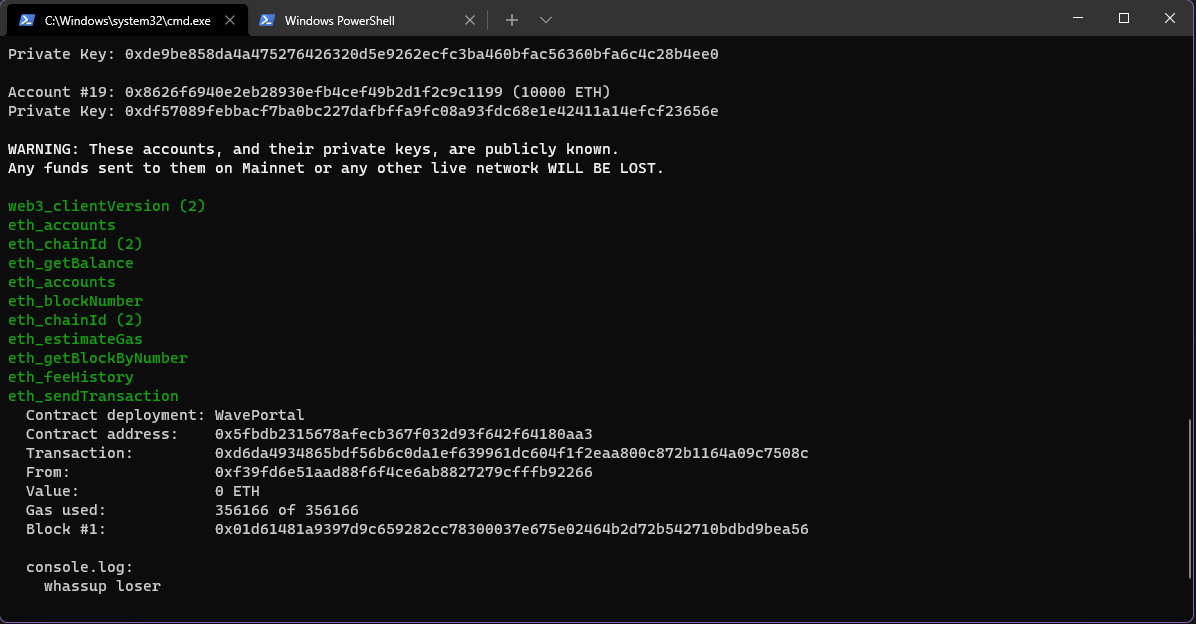 C:\Windows\system32\cmd.exe
Windows PowerShell
Private Key: 0xde9be858da4a475276426320d5e9262ecfc3ba460bfac56360bfa6c4c28b4ee0
Account #19: 0x8626f6940e2eb28930efb4cef49b2d1f2c9c1199 (10000 ETH)
Private Key: 0xdf57089febbacf7ba0bc227dafbffa9fc08a93fdc68e1e42411a14efcf23656e
WARNING: These accounts, and their private keys, are publicly known.
Any funds sent to them on Mainnet or any other live network WILL BE LOST.
web3_clientVersion (2)
eth_accounts
eth_chainId (2)
eth_getBalance
eth_accounts
eth_blockNumber
eth_chainId (2)
eth_estimateGas
eth_getBlockByNumber
eth_feeHistory
eth_sendTransaction
Contract deployment: WavePortal
Contract address: 0x5fbdb2315678afecb367f032d93f642f64180aa3
Transaction: 0xd6da4934865bdf56b6c0da1ef639961dc604f1f2eaa800c872b1164a09c7508c
From: 0xf39fd6e51aad88f6f4ce6ab8827279cfffb92266
Value: 0 ETH
Gas used: 356166 of 356166
Block #1: 0x01d61481a9397d9c659282cc78300037e675e02464b2d72b542710bdbd9bea56
console.log:
whassup loser